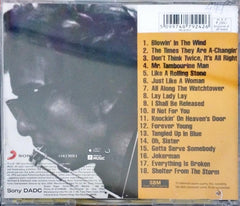 1. Blowin' In The Wind
2. The Times They Are A-Changin'
3. Don't Think Twice, It's All Right
4. Mr. Tambourine Man
5. Like A Rolling Stone
6. Just Like A Woman
7. All Along The Watchtower
8. Lay Lady Lay
9. I Shall Be Released
10. If Not For You
11. Knockin' On Heaven's Door
12. Forever Young
13. Tangled Up In Blue
14. Oh, Sister
15. Gotta Serve Somebody
16. Jokerman
17. Everything Is Broken
18. Shelter From The Storm
SBM
SONY
Sony DADC